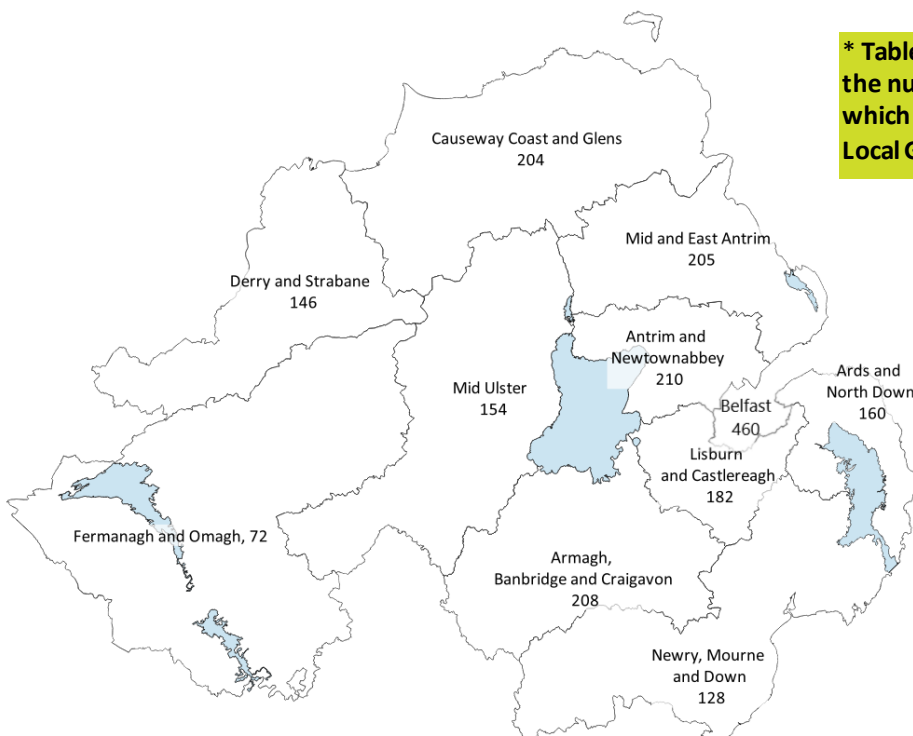 * Table
the nu
which
Local G
Causeway Coast and Glens
204
Mid and East Antrim
205
Derry and Strabane
146
Antrim and
Newtownabbey
210
Ards and
North Down
160
Mid Ulster
154
Belfast
460
Lisburn
and Castlereagh
182
Fermanagh and Omagh, 72
Armagh,
Banbridge and Craigavon
208
Newry, Mourne
and Down
128